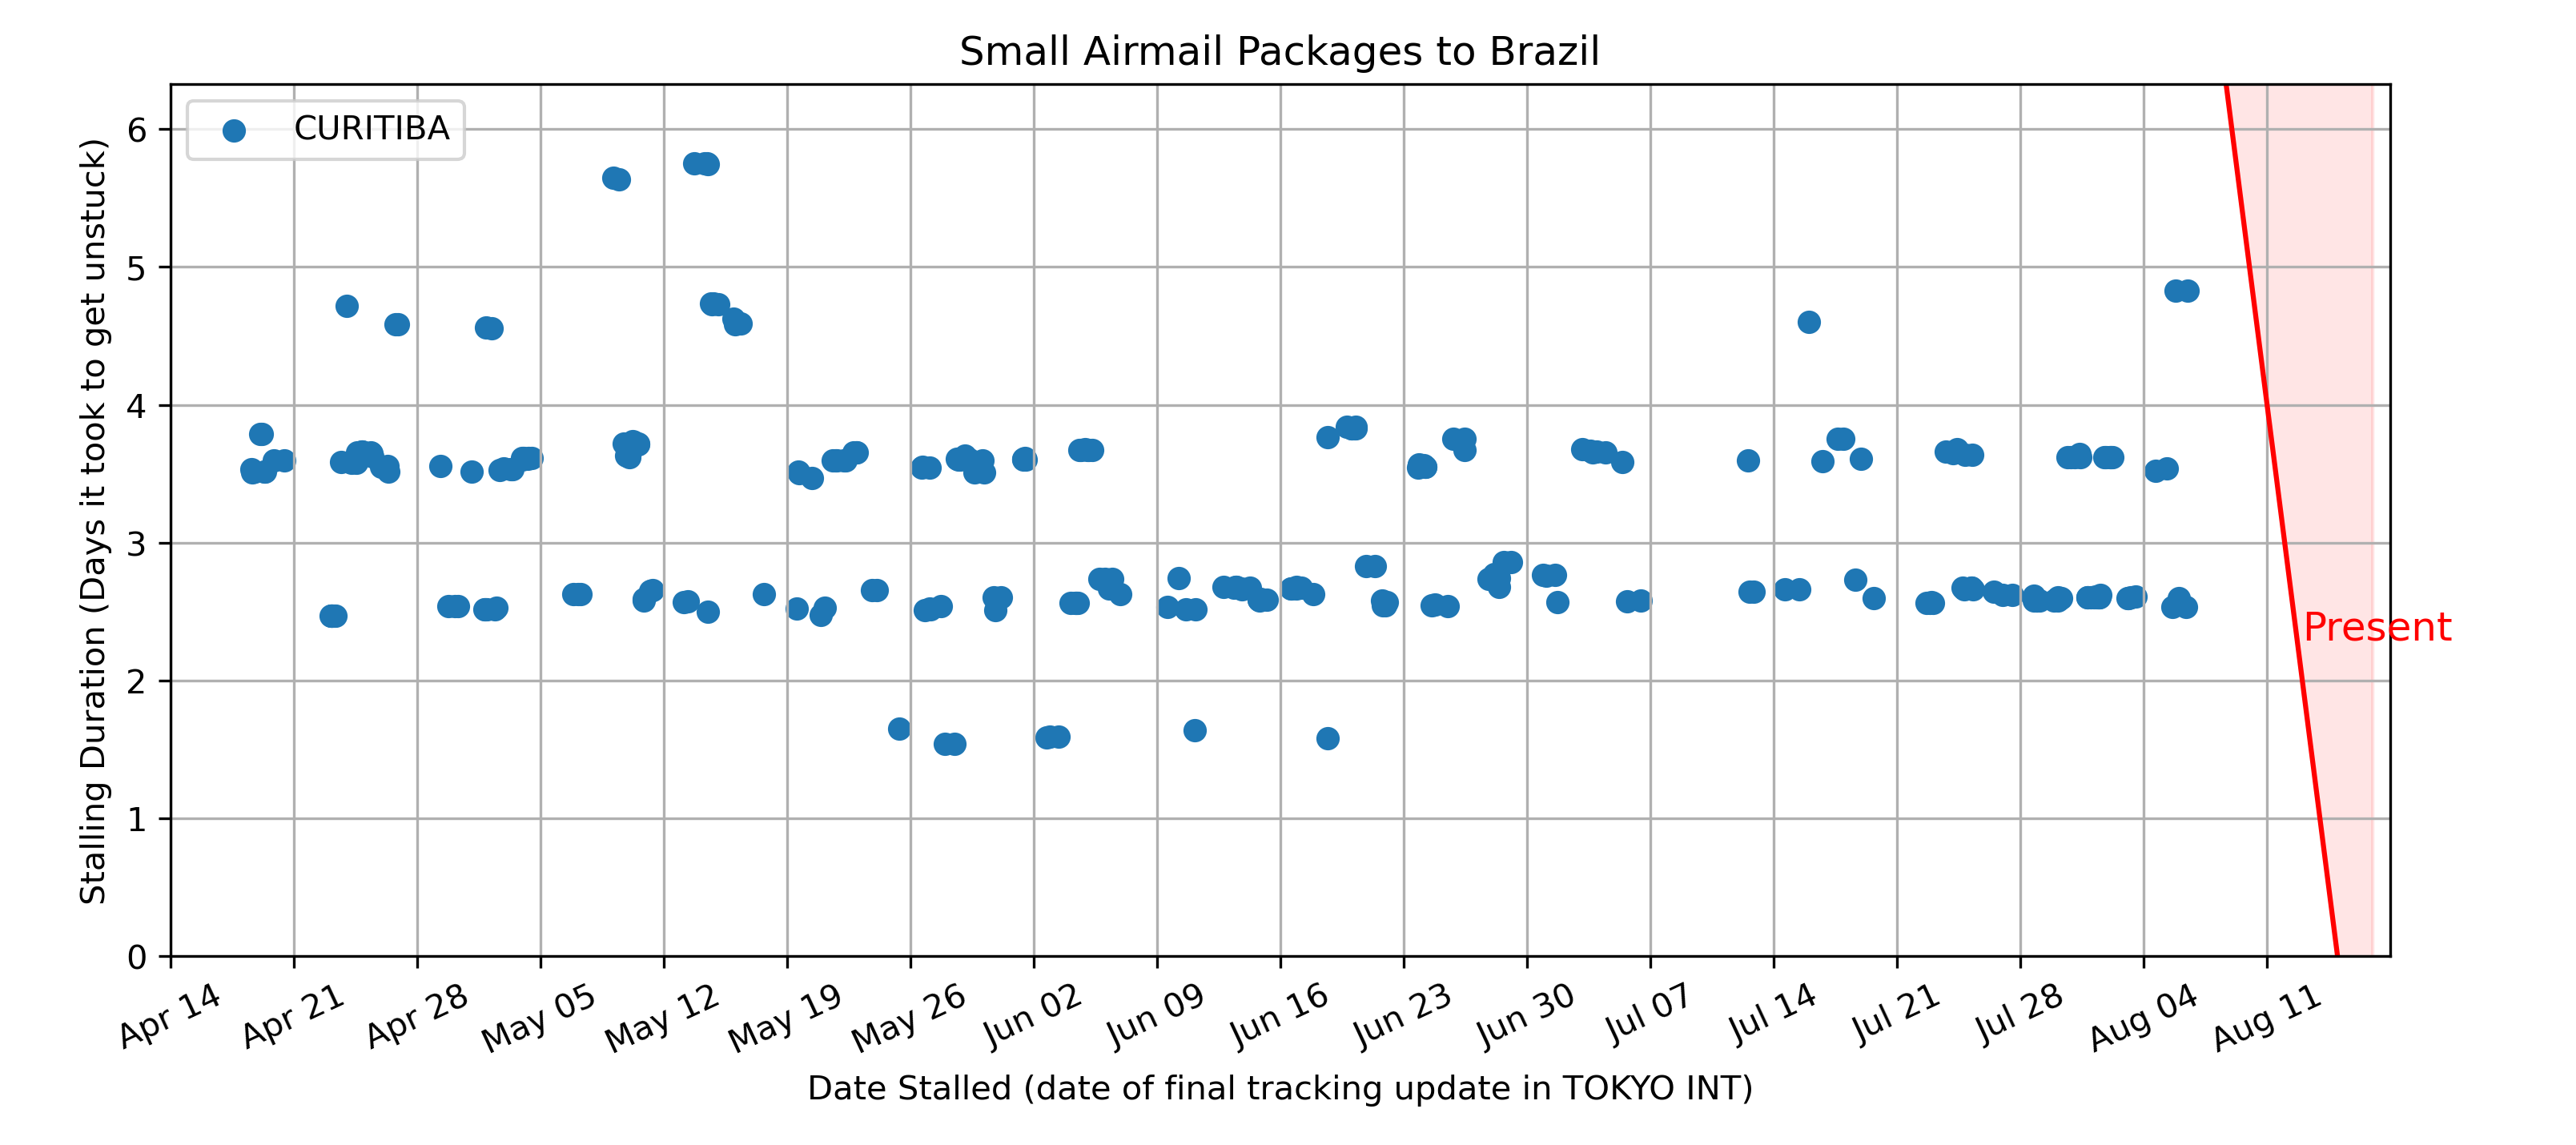 Small Airmail Packages to Brazil
CURITIBA
Stalling Duration (Days it took to get unstuck)
6
5
4
3
2
1
0
Present
Apr 14
Apr 21
Apr 28
May 05
May 12
May 19
May 26
Jun 02
Jun 09
Jun 16
Jun 23
Jun 30
Jul 07
Jul 14
Jul 21
Jul 28
Aug 04
Aug 11
Date Stalled (date of final tracking update in TOKYO INT)